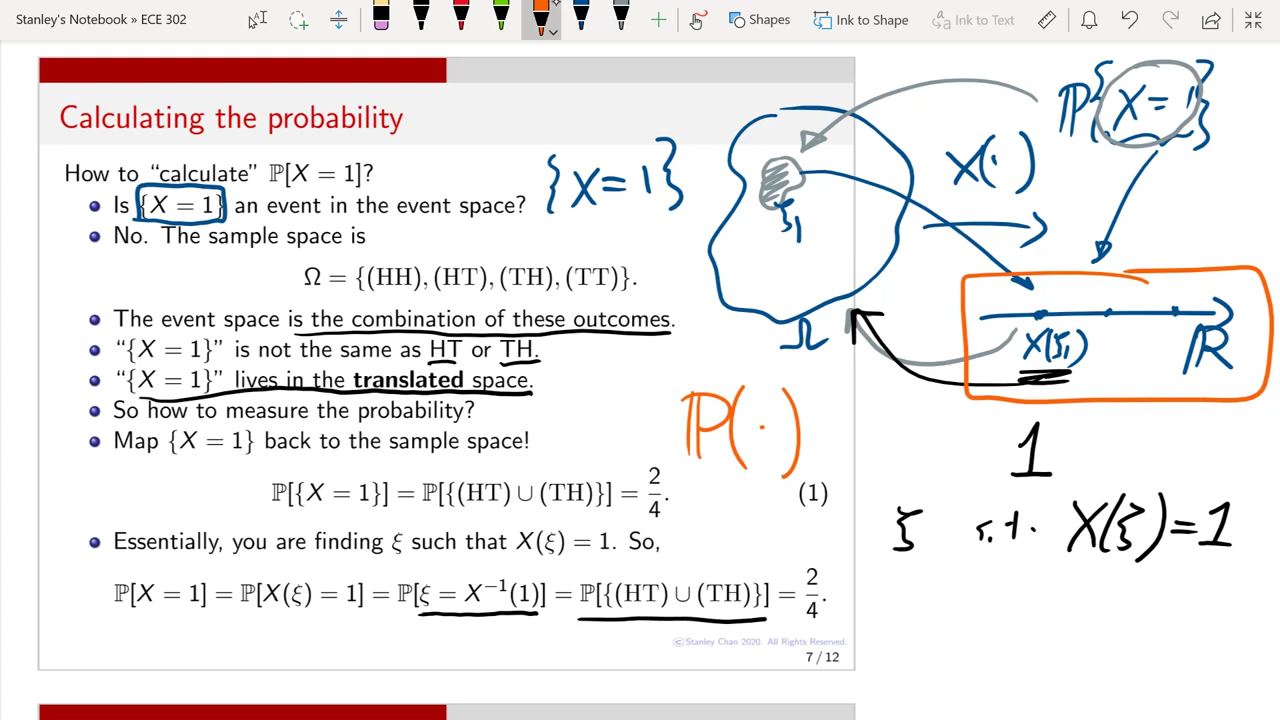 Stanley's Notebook » ECE 302
Shapes
Ink to Shape
Ink to Text
Calculating the probability
How to “calculate” ℙ[X = 1]?
• Is {X = 1} an event in the event space?
• No. The sample space is
Ω = {(HH), (HT), (TH), (TT)}.
• The event space is the combination of these outcomes.
• “{X = 1}” is not the same as HT or TH.
• “{X = 1}” lives in the translated space.
• So how to measure the probability?
• Map {X = 1} back to the sample space!
ℙ[{X = 1}] = ℙ[{(HT) ∪ (TH)}] = 2/4. (1)
• Essentially, you are finding ξ such that X(ξ) = 1. So,
ℙ[X = 1] = ℙ[X(ξ) = 1] = ℙ[ξ = X⁻¹(1)] = ℙ[{(HT) ∪ (TH)}] = 2/4.
©Stanley Chan 2020. All Rights Reserved.
7 / 12
{X = 1}
ξ₁
Ω
X(·)
ℙ{X = 1}
X(ξ₁)
ℝ
ℙ(·)
1
ξ s.t. X(ξ) = 1